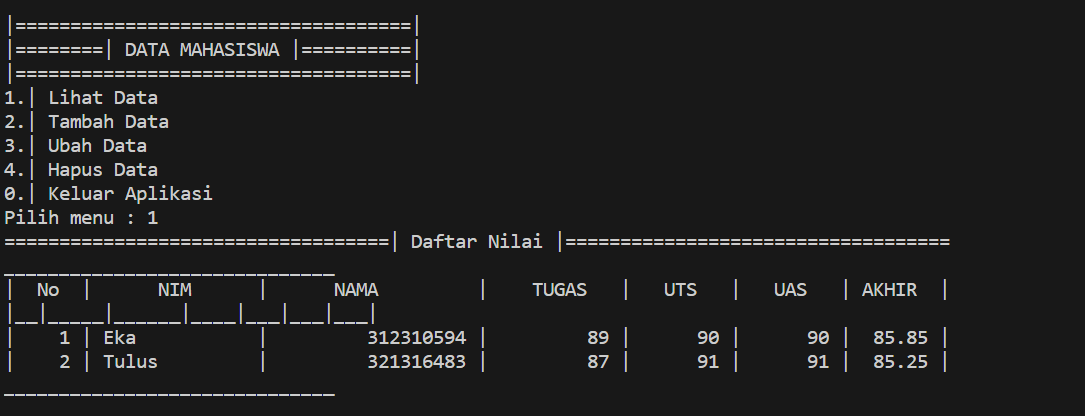 |====================================|
|========| DATA MAHASISWA |==========|
|====================================|
1.| Lihat Data
2.| Tambah Data
3.| Ubah Data
4.| Hapus Data
0.| Keluar Aplikasi
Pilih menu : 1
===================================| Daftar Nilai |===================================
______________________________
|  No  |      NIM      |      NAMA         |    TUGAS   |   UTS   |   UAS   | AKHIR  |
|__|_____|______|____|___|___|___|
|    1 | Eka           |         312310594 |         89 |      90 |      90 |  85.85 |
|    2 | Tulus         |         321316483 |         87 |      91 |      91 |  85.25 |
______________________________